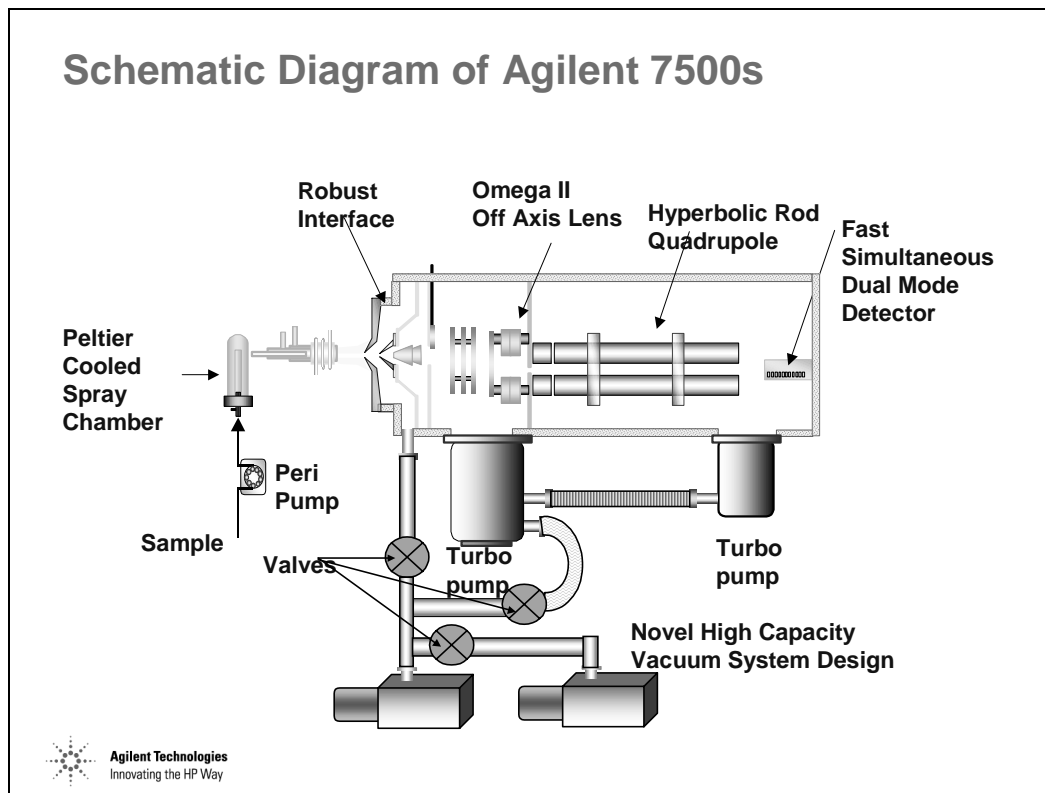 Schematic Diagram of Agilent 7500s
Robust
Interface
Omega II
Off Axis Lens
Hyperbolic Rod
Quadrupole
Fast
Simultaneous
Dual Mode
Detector
Peltier
Cooled
Spray
Chamber
Peri
Pump
Sample
Valves
Turbo
pump
Turbo
pump
Novel High Capacity
Vacuum System Design
Agilent Technologies
Innovating the HP Way